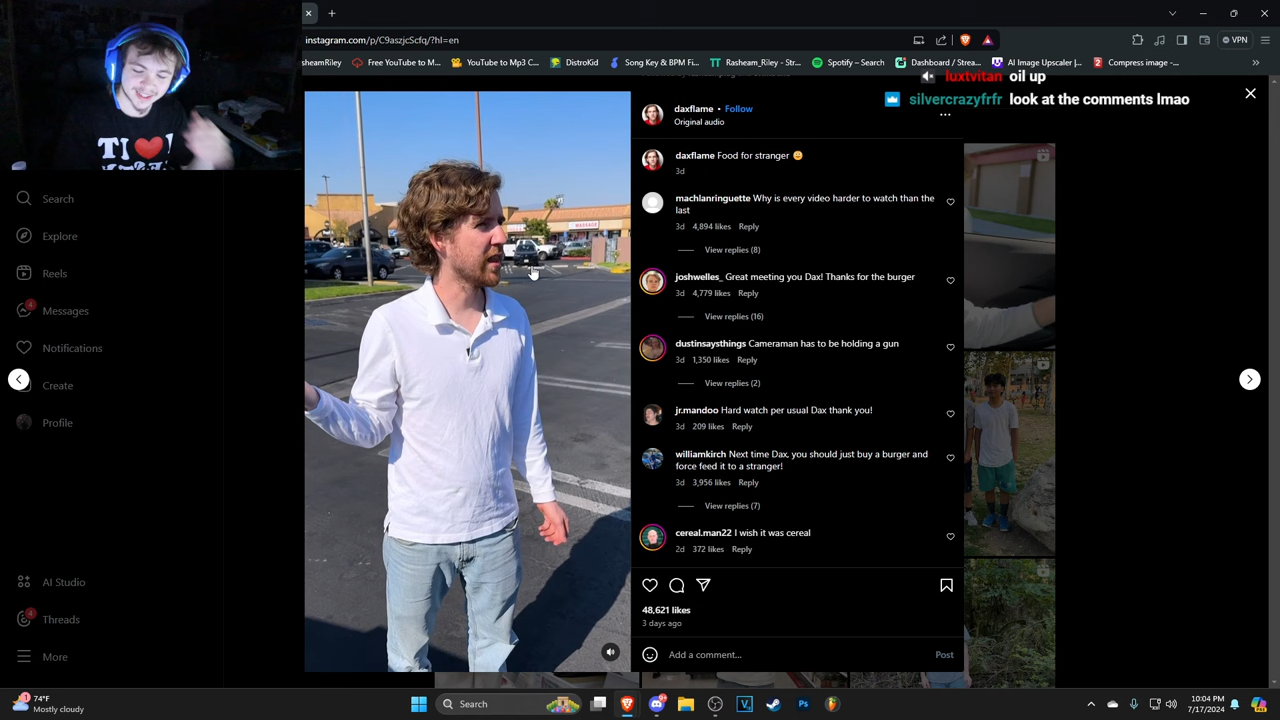 instagram.com/p/C9aszjcScfq/?hl=en
VPN
sheamRiley
Free YouTube to M...
YouTube to Mp3 C...
DistroKid
Song Key & BPM Fi...
Rasheam_Riley - Str...
Spotify – Search
Dashboard / Stream...
AI Image Upscaler |...
Compress image -...
luxtvitan oil up
silvercrazyfrfr look at the comments lmao
TI
Search
Explore
Reels
4
Messages
Notifications
Create
Profile
AI Studio
4
Threads
More
MASSAGE
daxflame • Follow
Original audio
daxflame Food for stranger
3d
machlanringuette Why is every video harder to watch than the
last
3d 4,894 likes Reply
View replies (8)
joshwelles_ Great meeting you Dax! Thanks for the burger
3d 4,779 likes Reply
View replies (16)
dustinsaysthings Cameraman has to be holding a gun
3d 1,350 likes Reply
View replies (2)
jr.mandoo Hard watch per usual Dax thank you!
3d 209 likes Reply
williamkirch Next time Dax, you should just buy a burger and
force feed it to a stranger!
3d 3,956 likes Reply
View replies (7)
cereal.man22 I wish it was cereal
2d 372 likes Reply
48,621 likes
3 days ago
Add a comment...
Post
1
74°F
Mostly cloudy
Search
10:04 PM
7/17/2024